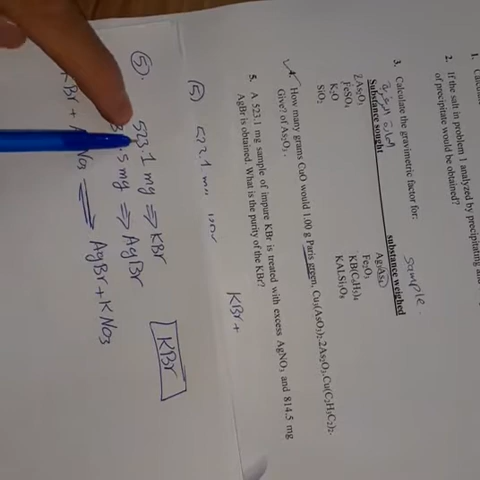 1. Calculate
2. If the salt in problem 1 analyzed by precipitating and
of precipitate would be obtained?
3. Calculate the gravimetric factor for:
sample.
Substance sought
substance weighed
2As₂O₃
Ag₃AsO₄
FeSO₄
Fe₂O₃
K₂O
KB(C₆H₅)₄
SiO₂
KAlSi₃O₈
4. How many grams CuO would 1.00 g Paris green, Cu₃(AsO₃)₂.2As₂O₃.Cu(C₂H₃O₂)₂.
Give? of As₂O₃.
5. A 523.1 mg sample of impure KBr is treated with excess AgNO₃ and 814.5 mg
AgBr is obtained. What is the purity of the KBr?
(5) 523.1 mg
KBr +
(5).
523.1 mg ⇒ KBr
5 mg ⇒ AgBr
KBr
KBr + NO₃ ⇒ AgBr + KNO₃